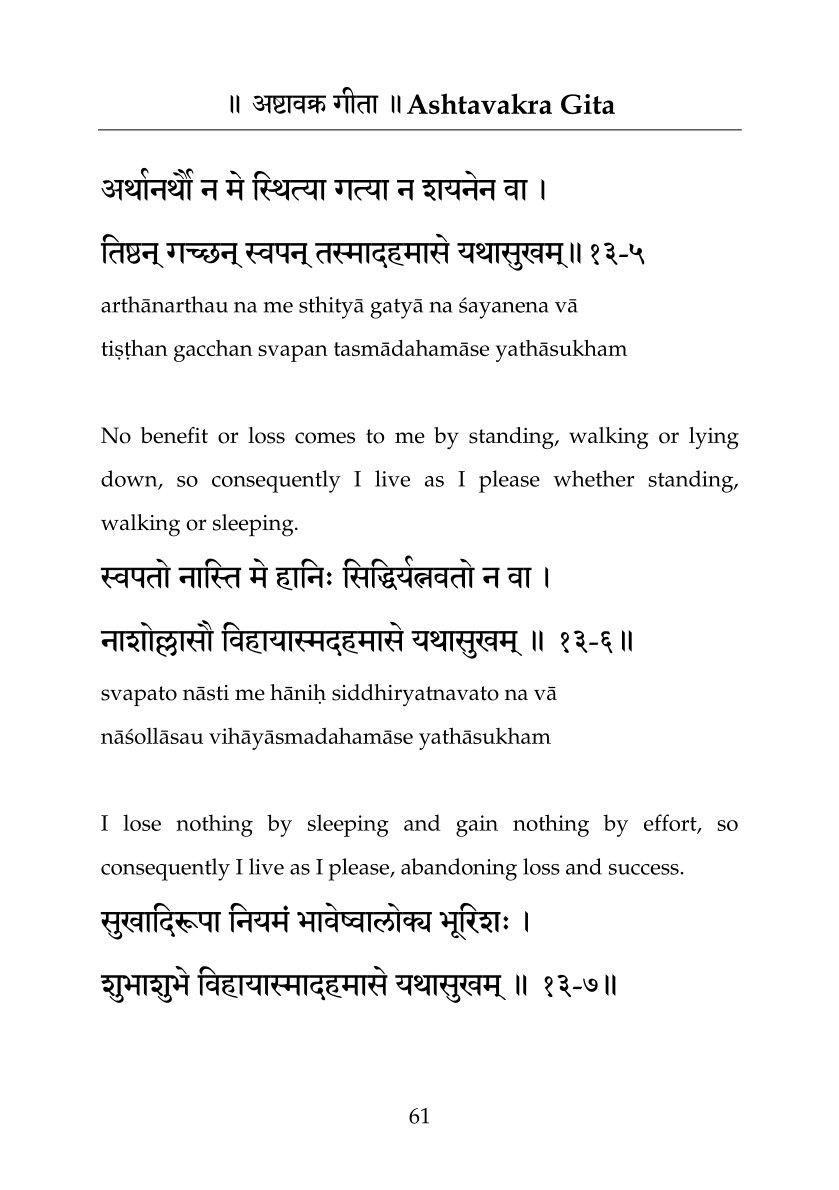 ॥ अष्टावक्र गीता ॥ Ashtavakra Gita
अर्थानर्थौ न मे स्थित्या गत्या न शयनेन वा ।
तिष्ठन् गच्छन् स्वपन् तस्मादहमासे यथासुखम्॥ १३-५
arthānarthau na me sthityā gatyā na śayanena vā
tiṣṭhan gacchan svapan tasmādahamāse yathāsukham
No benefit or loss comes to me by standing, walking or lying
down, so consequently I live as I please whether standing,
walking or sleeping.
स्वपतो नास्ति मे हानिः सिद्धिर्यत्नवतो न वा ।
नाशोल्लासौ विहायास्मदहमासे यथासुखम् ॥ १३-६॥
svapato nāsti me hāniḥ siddhiryatnavato na vā
nāśollāsau vihāyāsmadahamāse yathāsukham
I lose nothing by sleeping and gain nothing by effort, so
consequently I live as I please, abandoning loss and success.
सुखादिरूपा नियमं भावेष्वालोक्य भूरिशः ।
शुभाशुभे विहायास्मादहमासे यथासुखम् ॥ १३-७॥
61